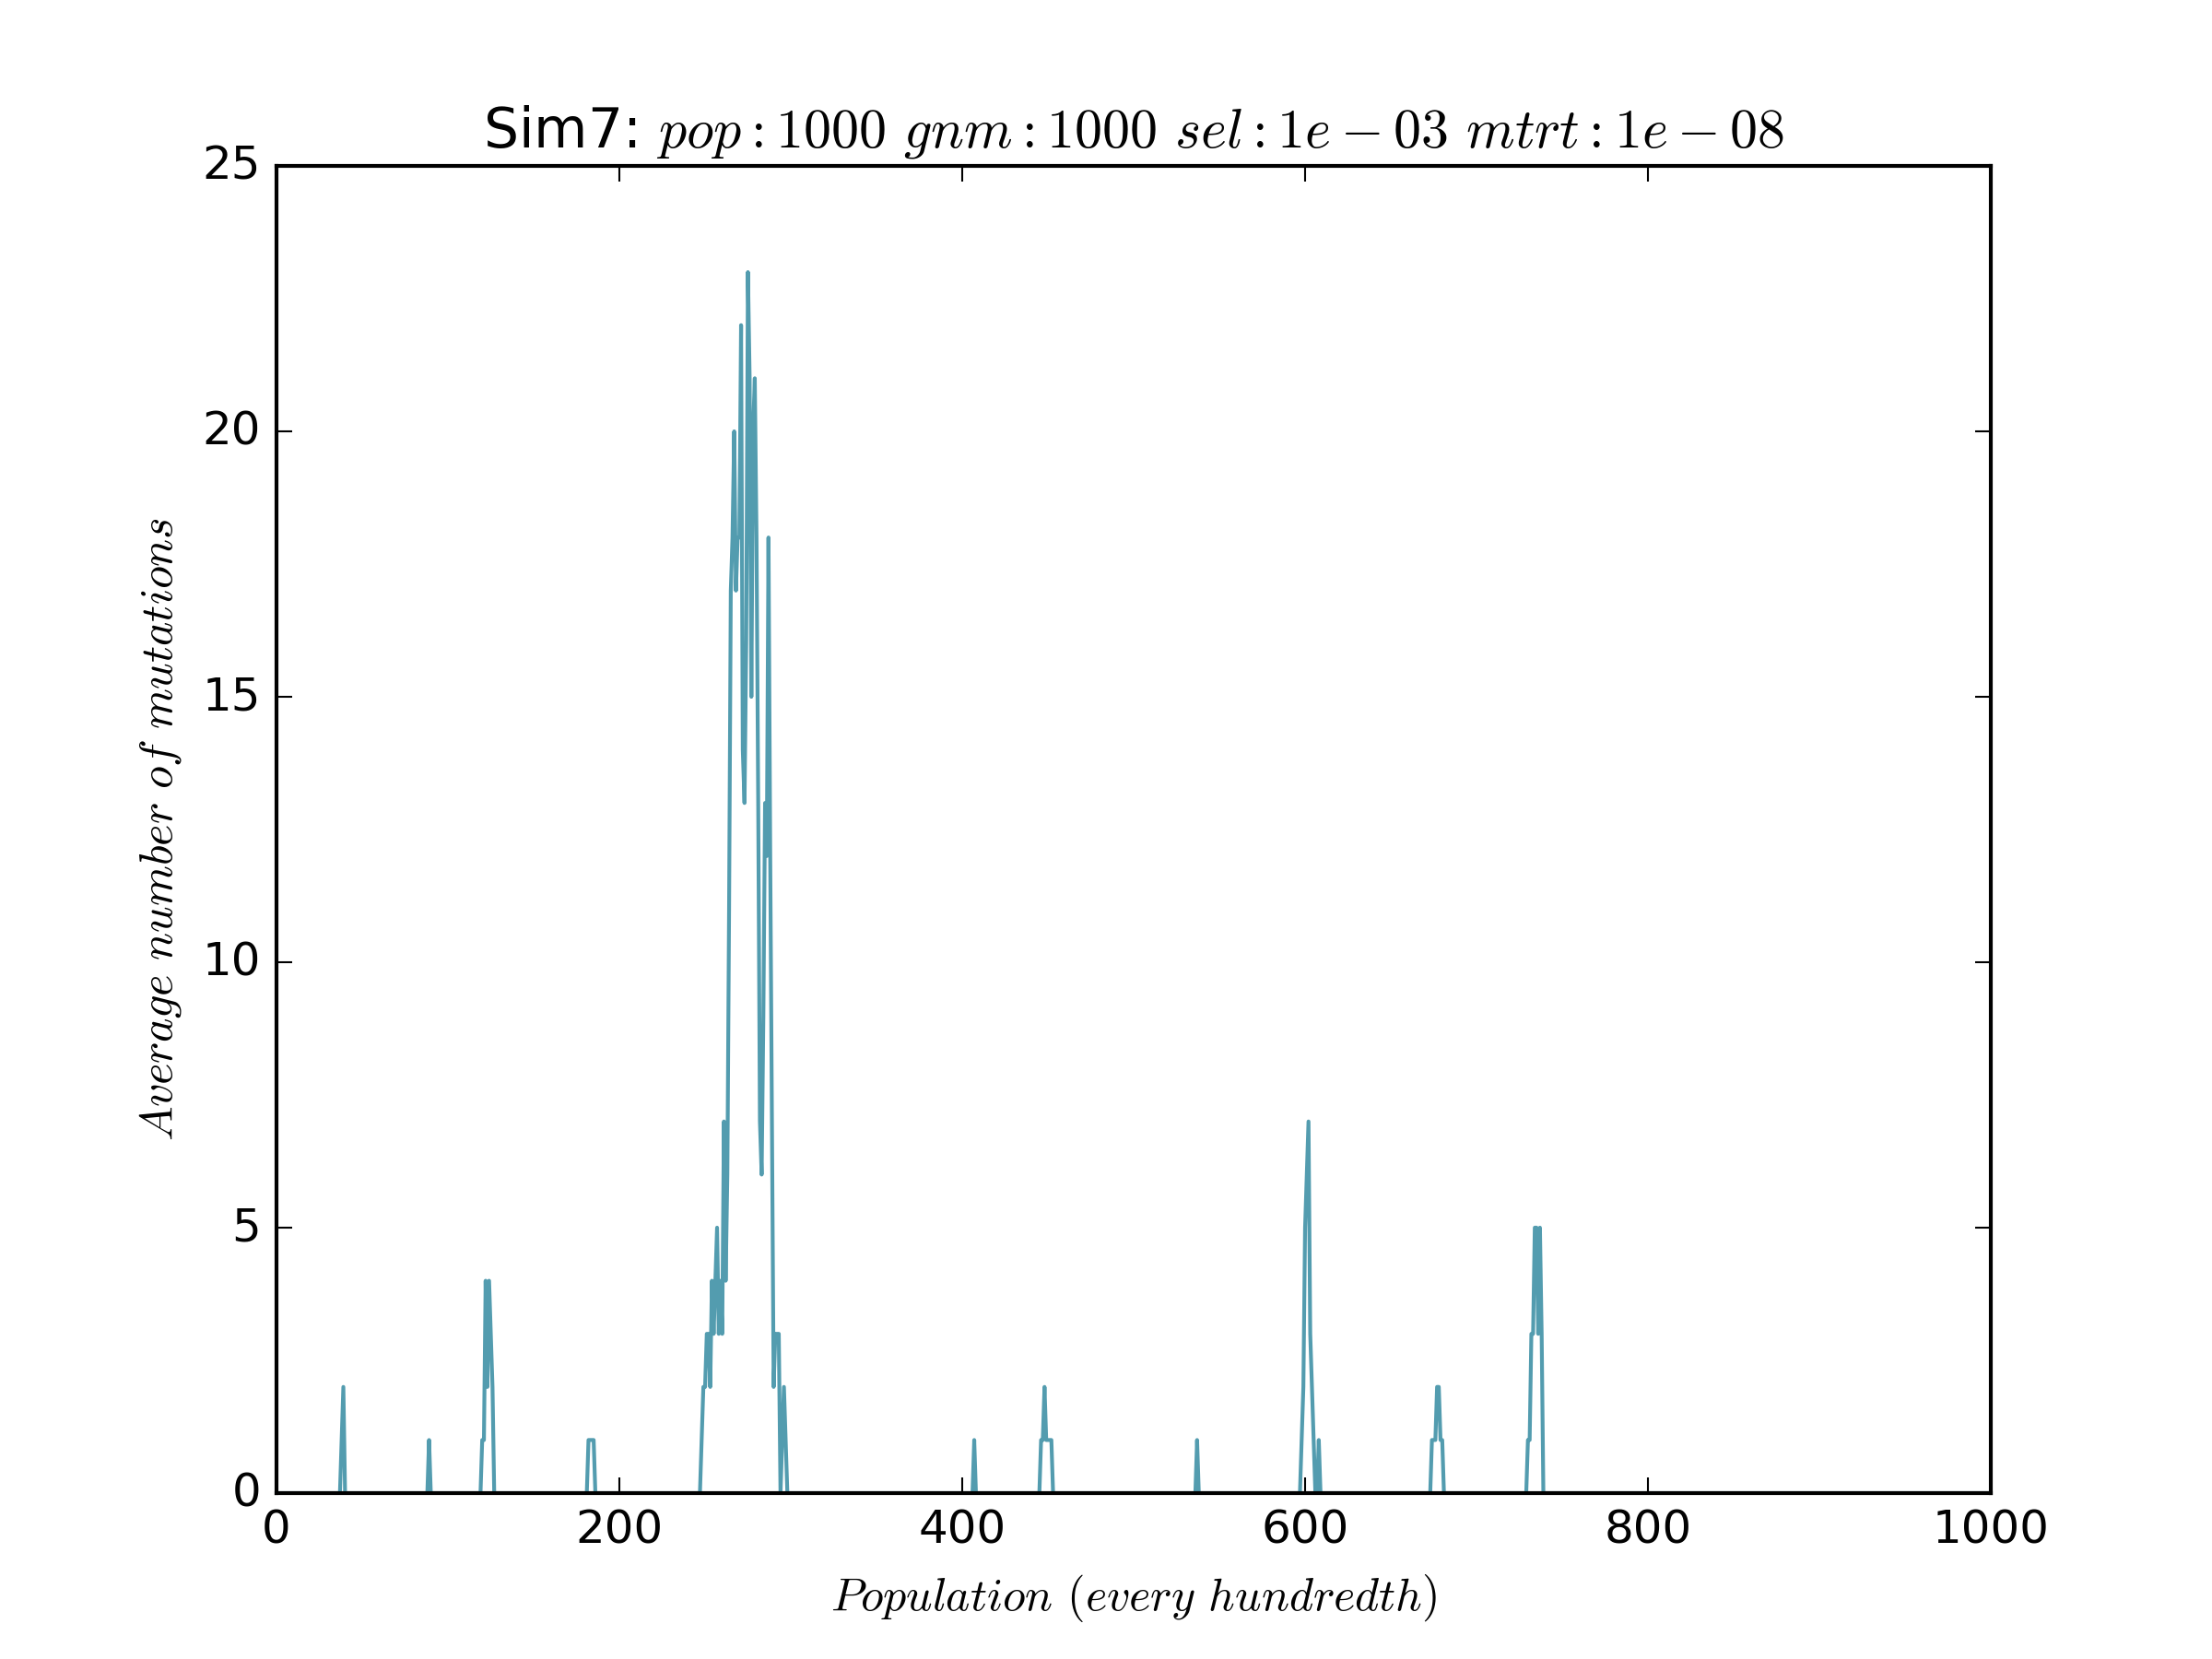 Sim7: pop : 1000 gnn : 1000 sel : 1e − 03 mtrt : 1e − 08
25
20
15
10
5
0
Average number of mutations
0 200 400 600 800 1000
Population (every hundredth)